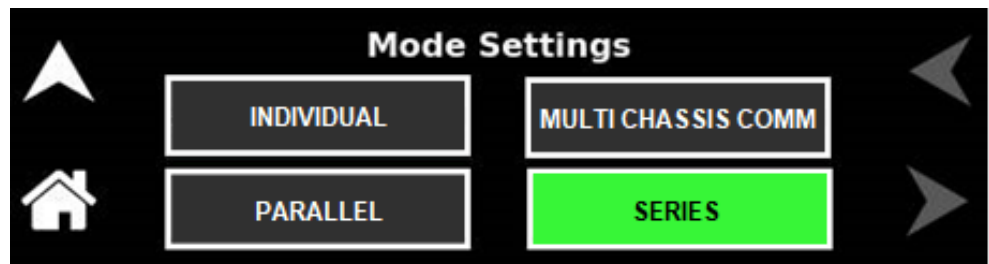 Mode Settings
INDIVIDUAL
MULTI CHASSIS COMM
PARALLEL
SERIES